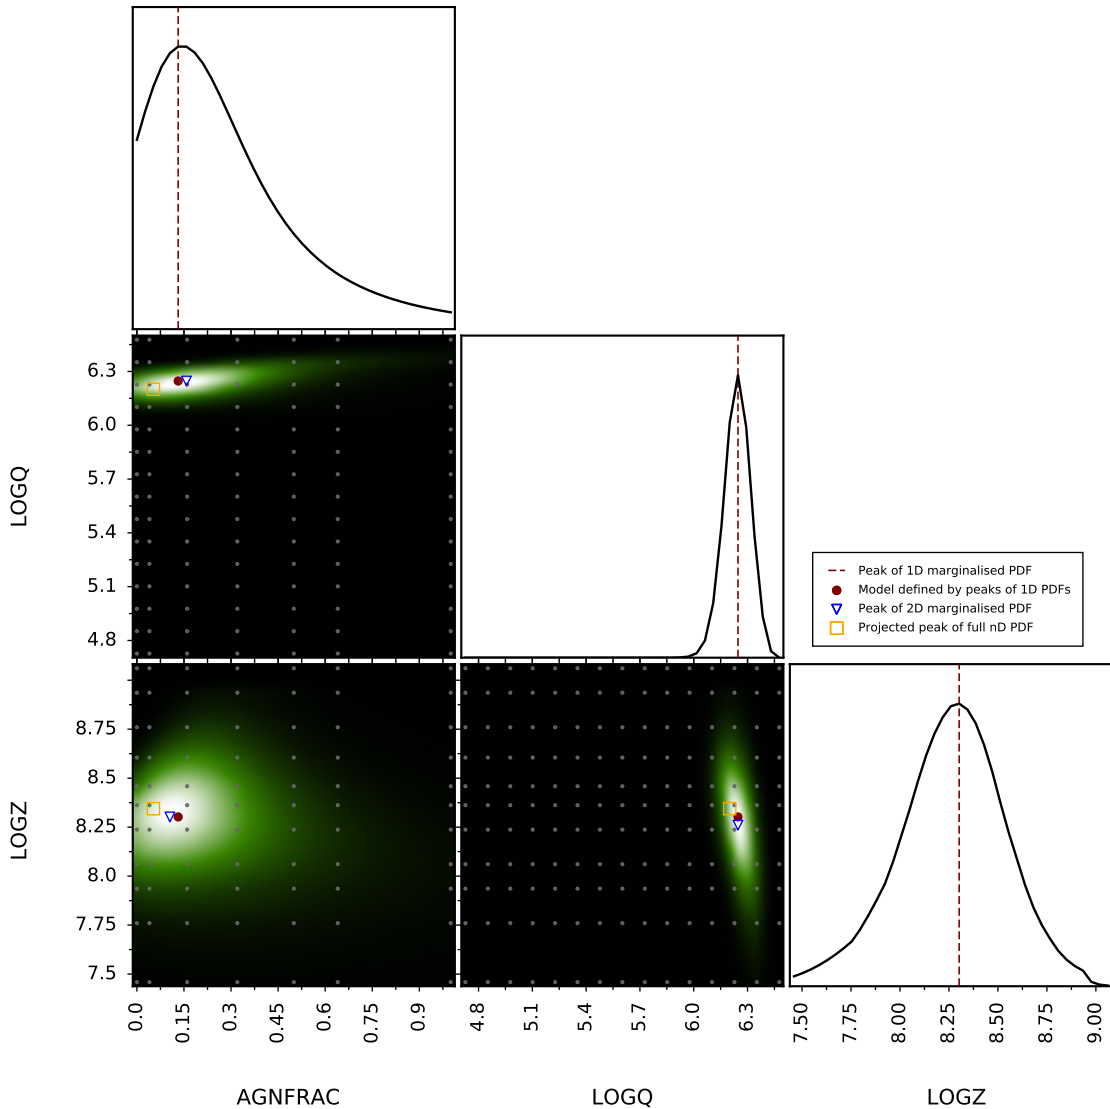 6.3
6.0
5.7
5.4
5.1
4.8
LOGQ
Peak of 1D marginalised PDF
Model defined by peaks of 1D PDFs
Peak of 2D marginalised PDF
Projected peak of full nD PDF
8.75
8.5
8.25
8.0
7.75
7.5
LOGZ
0.0 0.15 0.3 0.45 0.6 0.75 0.9
4.8 5.1 5.4 5.7 6.0 6.3
7.50 7.75 8.00 8.25 8.50 8.75 9.00
AGNFRAC LOGQ LOGZ